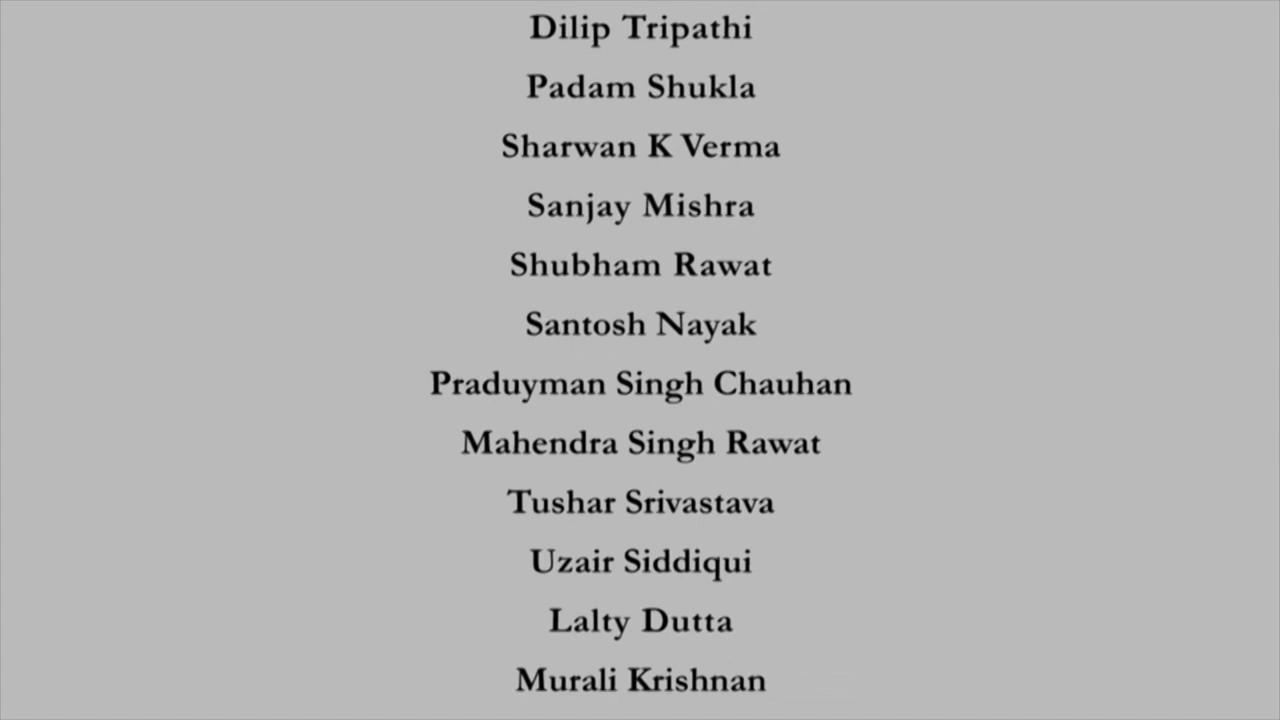 Dilip Tripathi
Padam Shukla
Sharwan K Verma
Sanjay Mishra
Shubham Rawat
Santosh Nayak
Praduyman Singh Chauhan
Mahendra Singh Rawat
Tushar Srivastava
Uzair Siddiqui
Lalty Dutta
Murali Krishnan